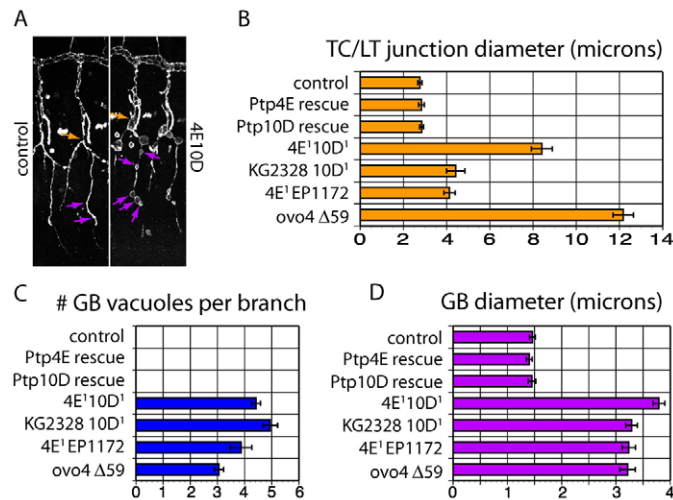 A
control
4E10D
B
TC/LT junction diameter (microns)
control
Ptp4E rescue
Ptp10D rescue
4E¹10D¹
KG2328 10D¹
4E¹ EP1172
ovo4 Δ59
0 2 4 6 8 10 12 14
C
# GB vacuoles per branch
control
Ptp4E rescue
Ptp10D rescue
4E¹10D¹
KG2328 10D¹
4E¹ EP1172
ovo4 Δ59
0 1 2 3 4 5 6
D
GB diameter (microns)
control
Ptp4E rescue
Ptp10D rescue
4E¹10D¹
KG2328 10D¹
4E¹ EP1172
ovo4 Δ59
0 1 2 3 4